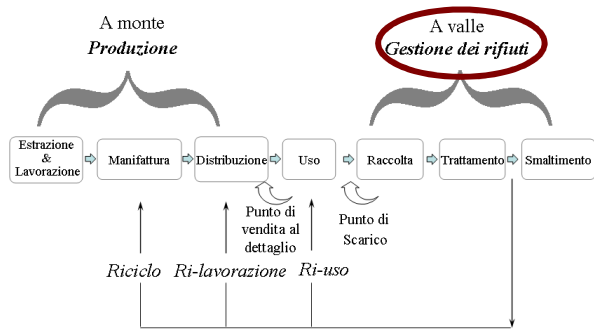 A monte
Produzione
A valle
Gestione dei rifiuti
Estrazione
&
Lavorazione
Manifattura
Distribuzione
Uso
Raccolta
Trattamento
Smaltimento
Punto di
vendita al
dettaglio
Punto di
Scarico
Riciclo
Ri-lavorazione
Ri-uso